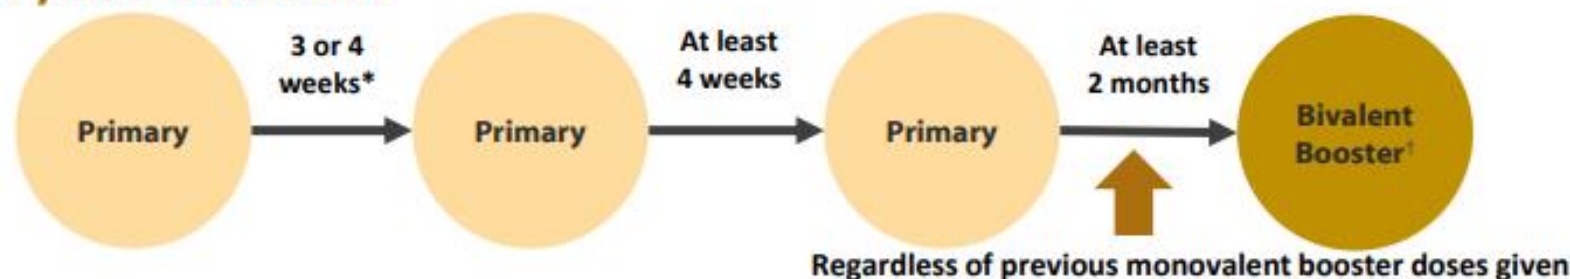 Primary
3 or 4
weeks*
Primary
At least
4 weeks
Primary
At least
2 months
Bivalent
Booster†
Regardless of previous monovalent booster doses given